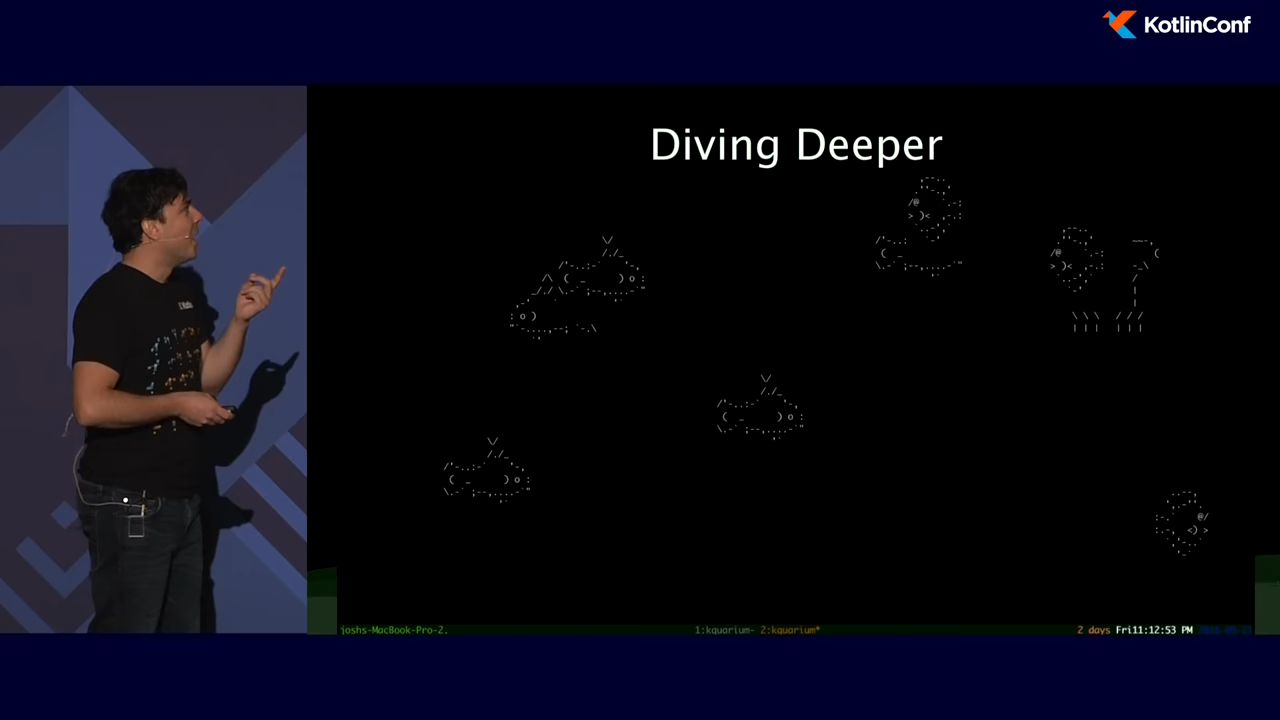 KotlinConf
Diving Deeper
joshs-MacBook-Pro-2.
1:kquarium- 2:kquarium*
2 days Fri11:12:53 PM